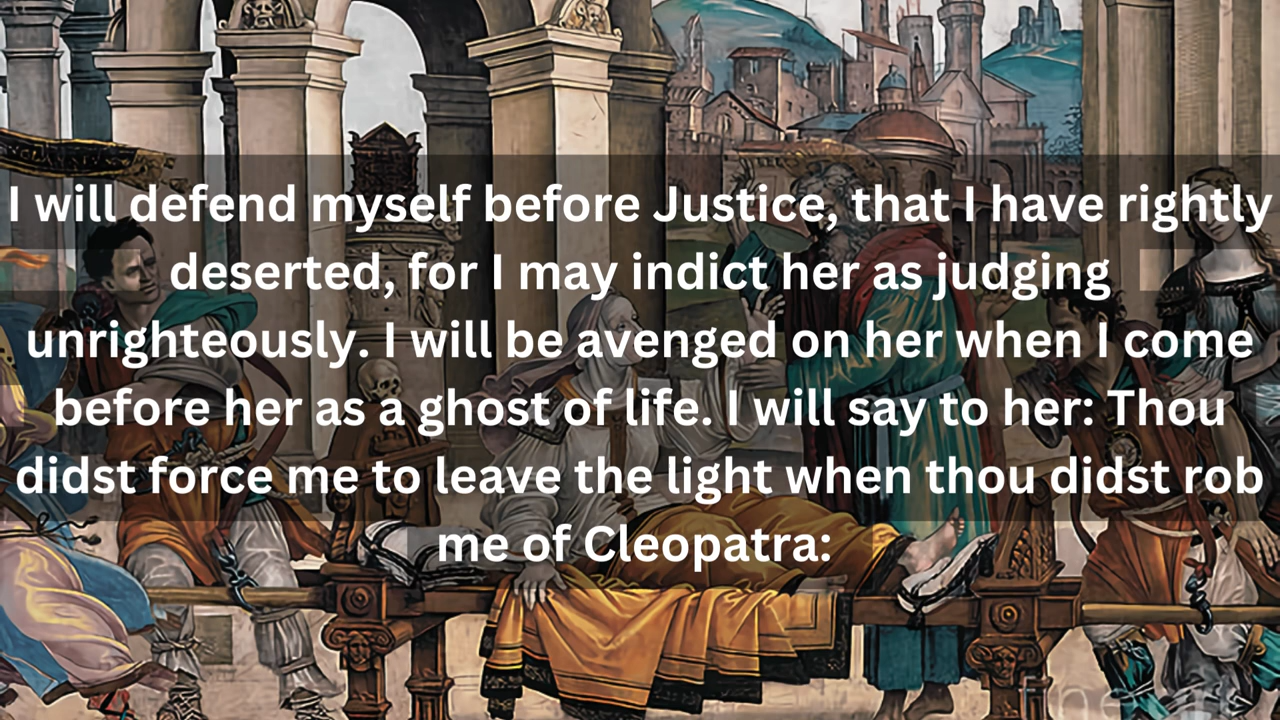 I will defend myself before Justice, that I have rightly
deserted, for I may indict her as judging
unrighteously. I will be avenged on her when I come
before her as a ghost of life. I will say to her: Thou
didst force me to leave the light when thou didst rob
me of Cleopatra: